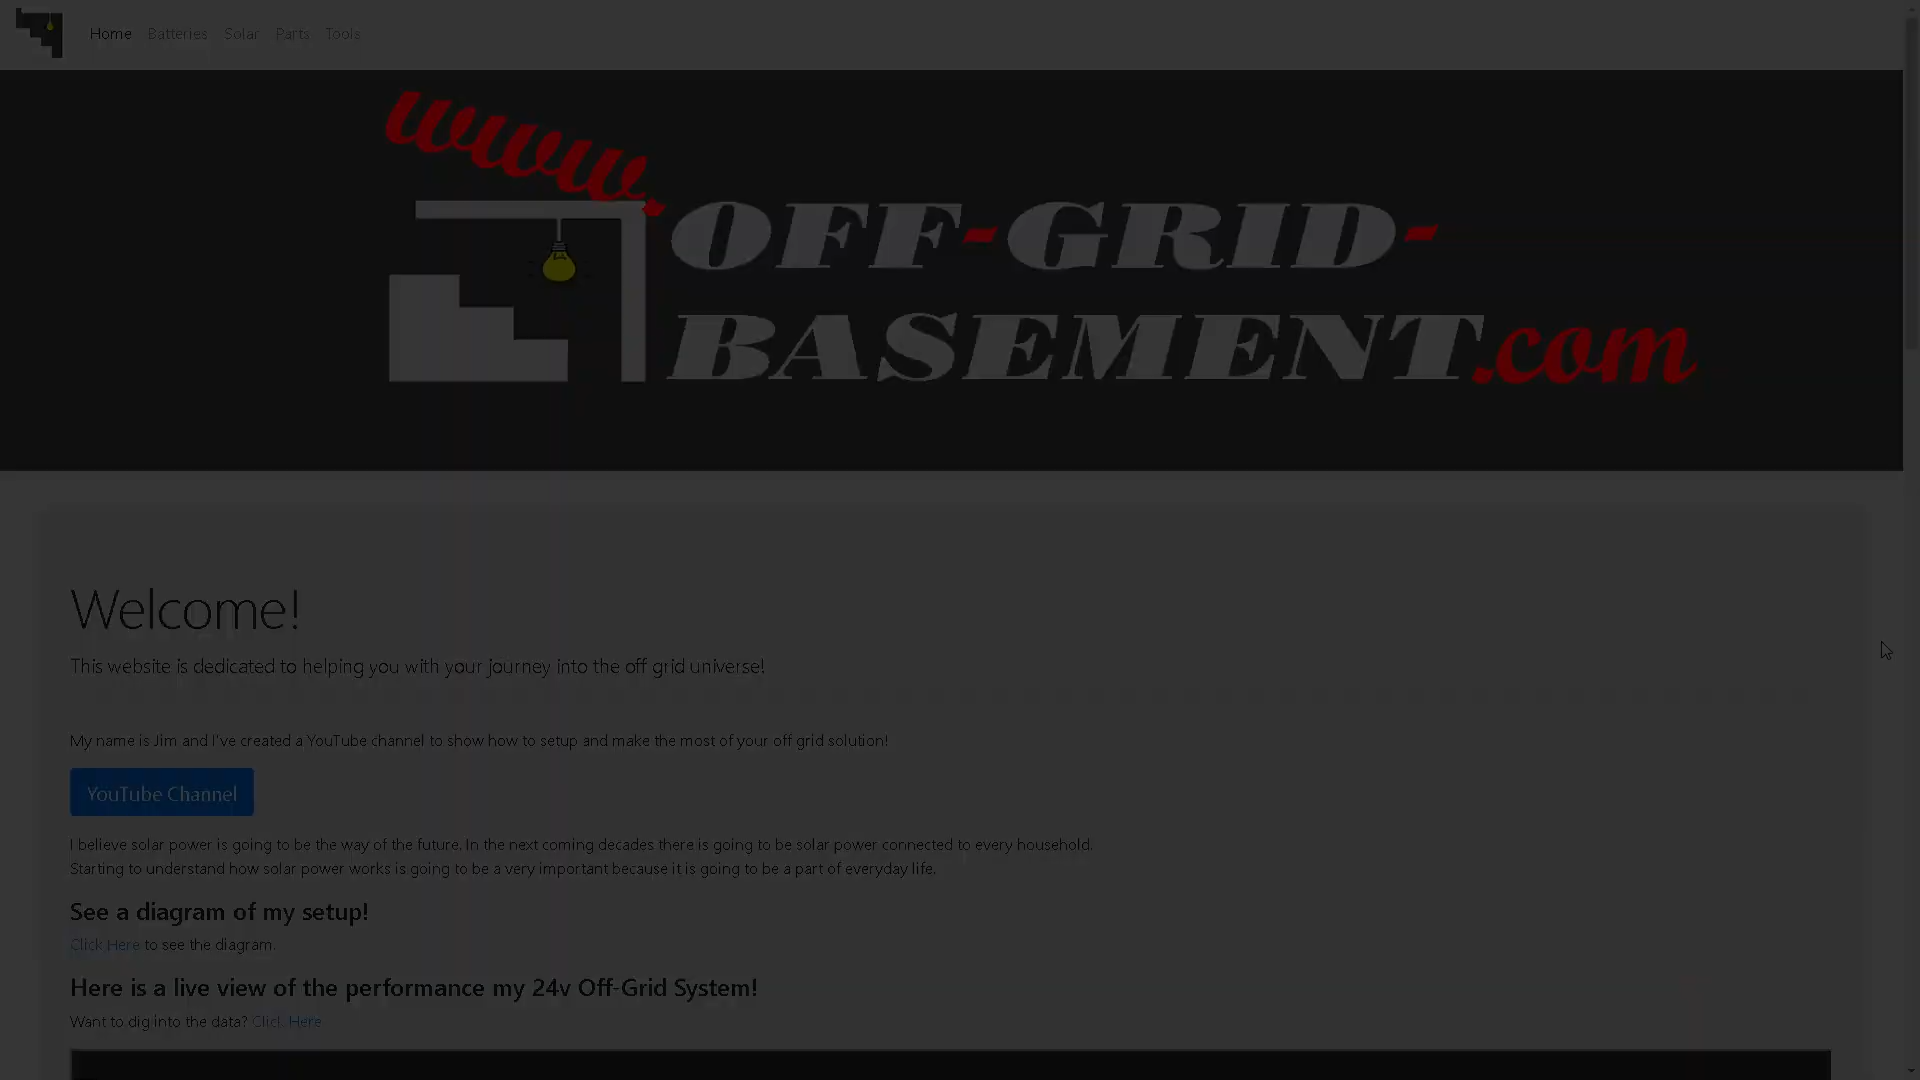 Home Batteries Solar Parts Tools
www.
OFF-GRID-
BASEMENT.com
Welcome!
This website is dedicated to helping you with your journey into the off grid universe!
My name is Jim and I've created a YouTube channel to show how to setup and make the most of your off grid solution!
YouTube Channel
I believe solar power is going to be the way of the future. In the next coming decades there is going to be solar power connected to every household.
Starting to understand how solar power works is going to be a very important because it is going to be a part of everyday life.
See a diagram of my setup!
Click Here to see the diagram.
Here is a live view of the performance my 24v Off-Grid System!
Want to dig into the data? Click Here